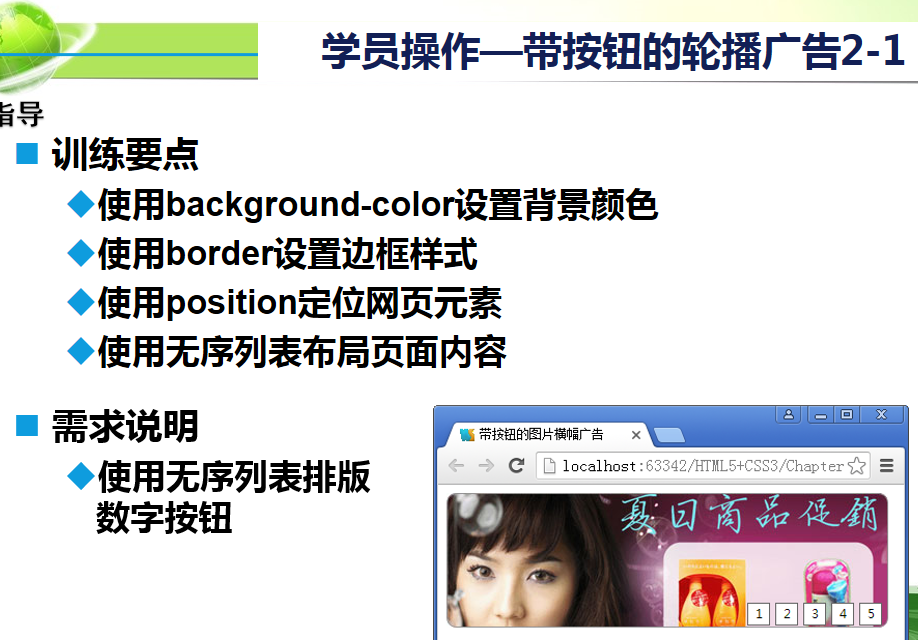 学员操作—带按钮的轮播广告2-1
指导
训练要点
使用background-color设置背景颜色
使用border设置边框样式
使用position定位网页元素
使用无序列表布局页面内容
需求说明
使用无序列表排版
数字按钮
带按钮的图片横幅广告
localhost:63342/HTML5+CSS3/Chapter
夏日商品促銷
1 2 3 4 5